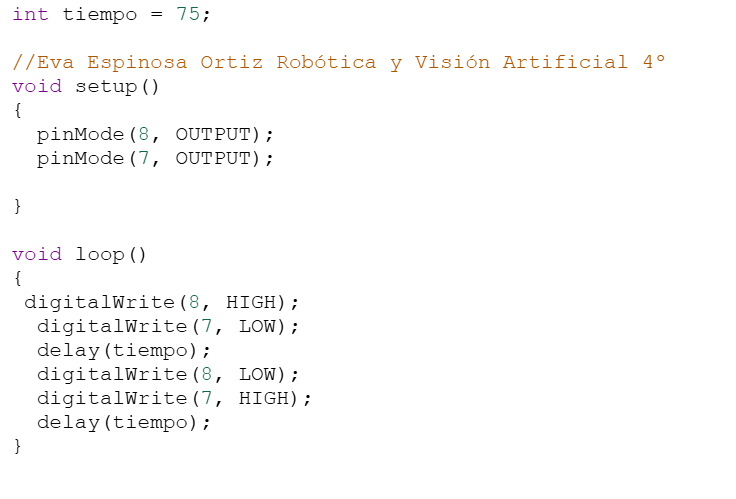 int tiempo = 75;
//Eva Espinosa Ortiz Robótica y Visión Artificial 4º
void setup()
{
  pinMode(8, OUTPUT);
  pinMode(7, OUTPUT);
}
void loop()
{
 digitalWrite(8, HIGH);
  digitalWrite(7, LOW);
  delay(tiempo);
  digitalWrite(8, LOW);
  digitalWrite(7, HIGH);
  delay(tiempo);
}